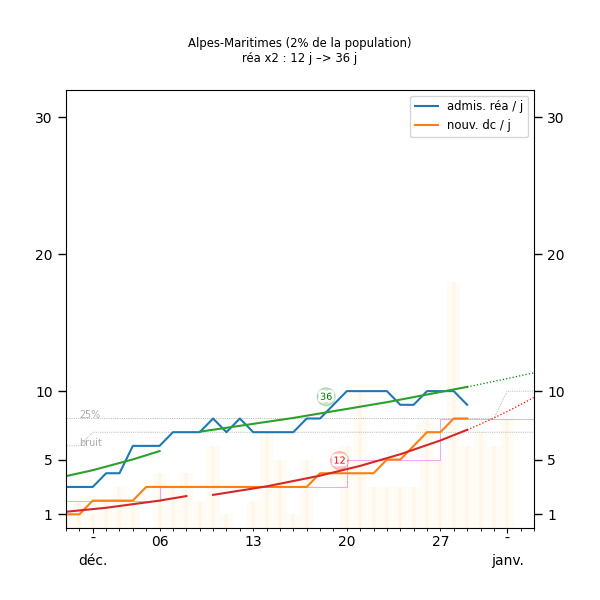 Alpes-Maritimes (2% de la population)
réa x2 : 12 j –> 36 j
admis. réa / j
nouv. dc / j
30
30
20
20
10
10
5
5
1
1
25%
bruit
36
12
06
13
20
27
déc.
janv.